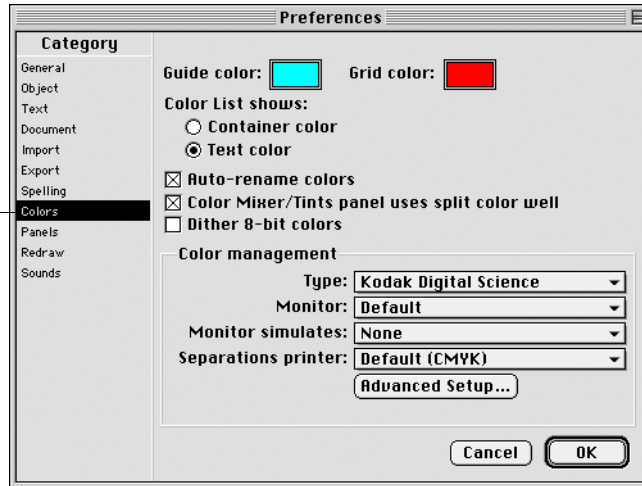 Preferences
Category
General
Object
Text
Document
Import
Export
Spelling
Colors
Panels
Redraw
Sounds
Guide color: Grid color:
Color List shows:
Container color
Text color
Auto-rename colors
Color Mixer/Tints panel uses split color well
Dither 8-bit colors
Color management
Type: Kodak Digital Science
Monitor: Default
Monitor simulates: None
Separations printer: Default (CMYK)
Advanced Setup...
Cancel OK